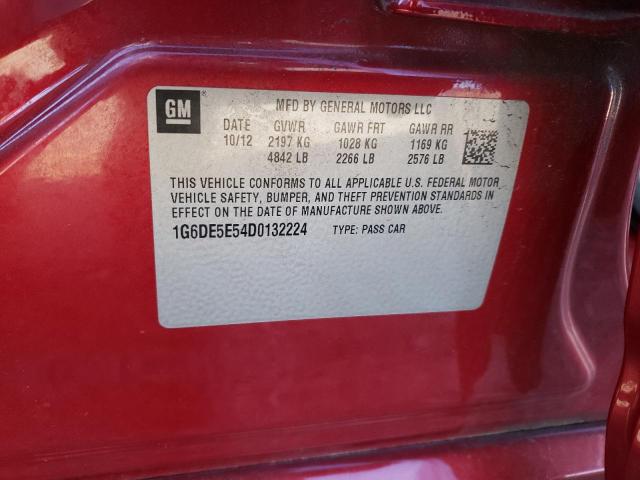 GM
MFD BY GENERAL MOTORS LLC
DATE GVWR GAWR FRT GAWR RR
10/12 2197 KG 1028 KG 1169 KG
4842 LB 2266 LB 2576 LB
THIS VEHICLE CONFORMS TO ALL APPLICABLE U.S. FEDERAL MOTOR
VEHICLE SAFETY, BUMPER, AND THEFT PREVENTION STANDARDS IN
EFFECT ON THE DATE OF MANUFACTURE SHOWN ABOVE.
1G6DE5E54D0132224 TYPE: PASS CAR